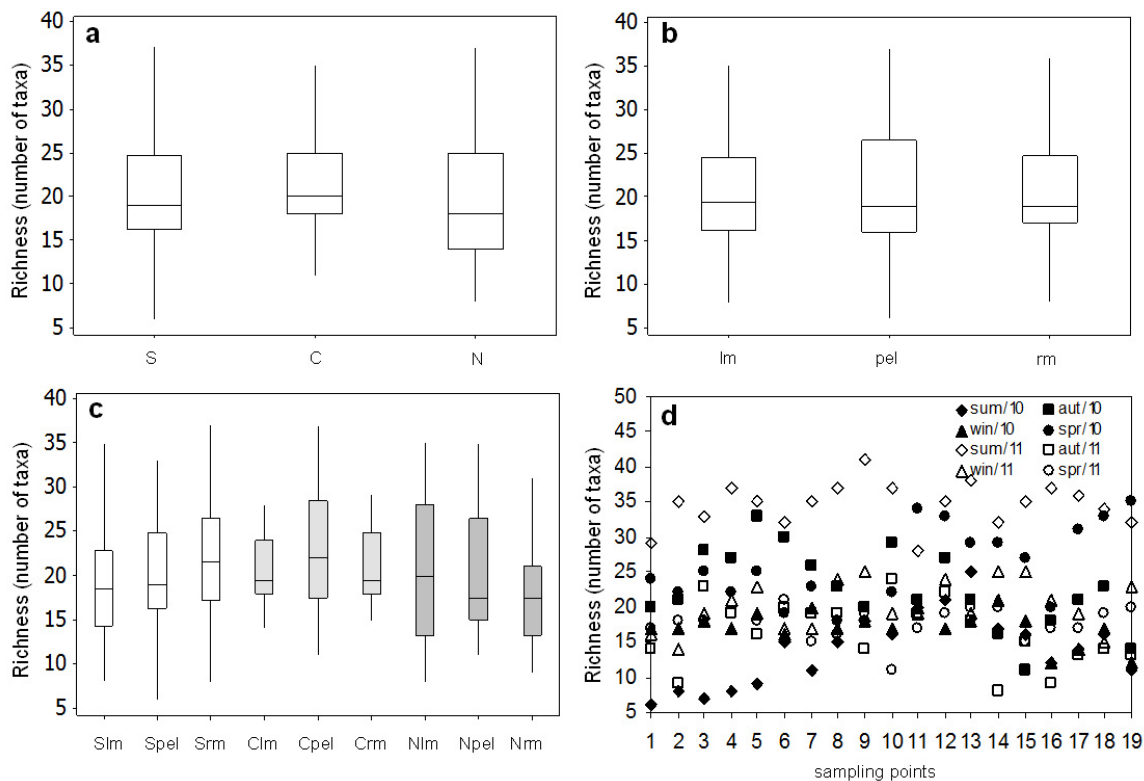 a
Richness (number of taxa)
40
35
30
25
20
15
10
5
S C N
b
Richness (number of taxa)
40
35
30
25
20
15
10
5
lm pel rm
c
Richness (number of taxa)
40
35
30
25
20
15
10
5
Slm Spel Srm Clm Cpel Crm Nlm Npel Nrm
d
Richness (number of taxa)
50
45
40
35
30
25
20
15
10
5
sum/10 aut/10
win/10 spr/10
sum/11 aut/11
win/11 spr/11
1 2 3 4 5 6 7 8 9 10 11 12 13 14 15 16 17 18 19
sampling points